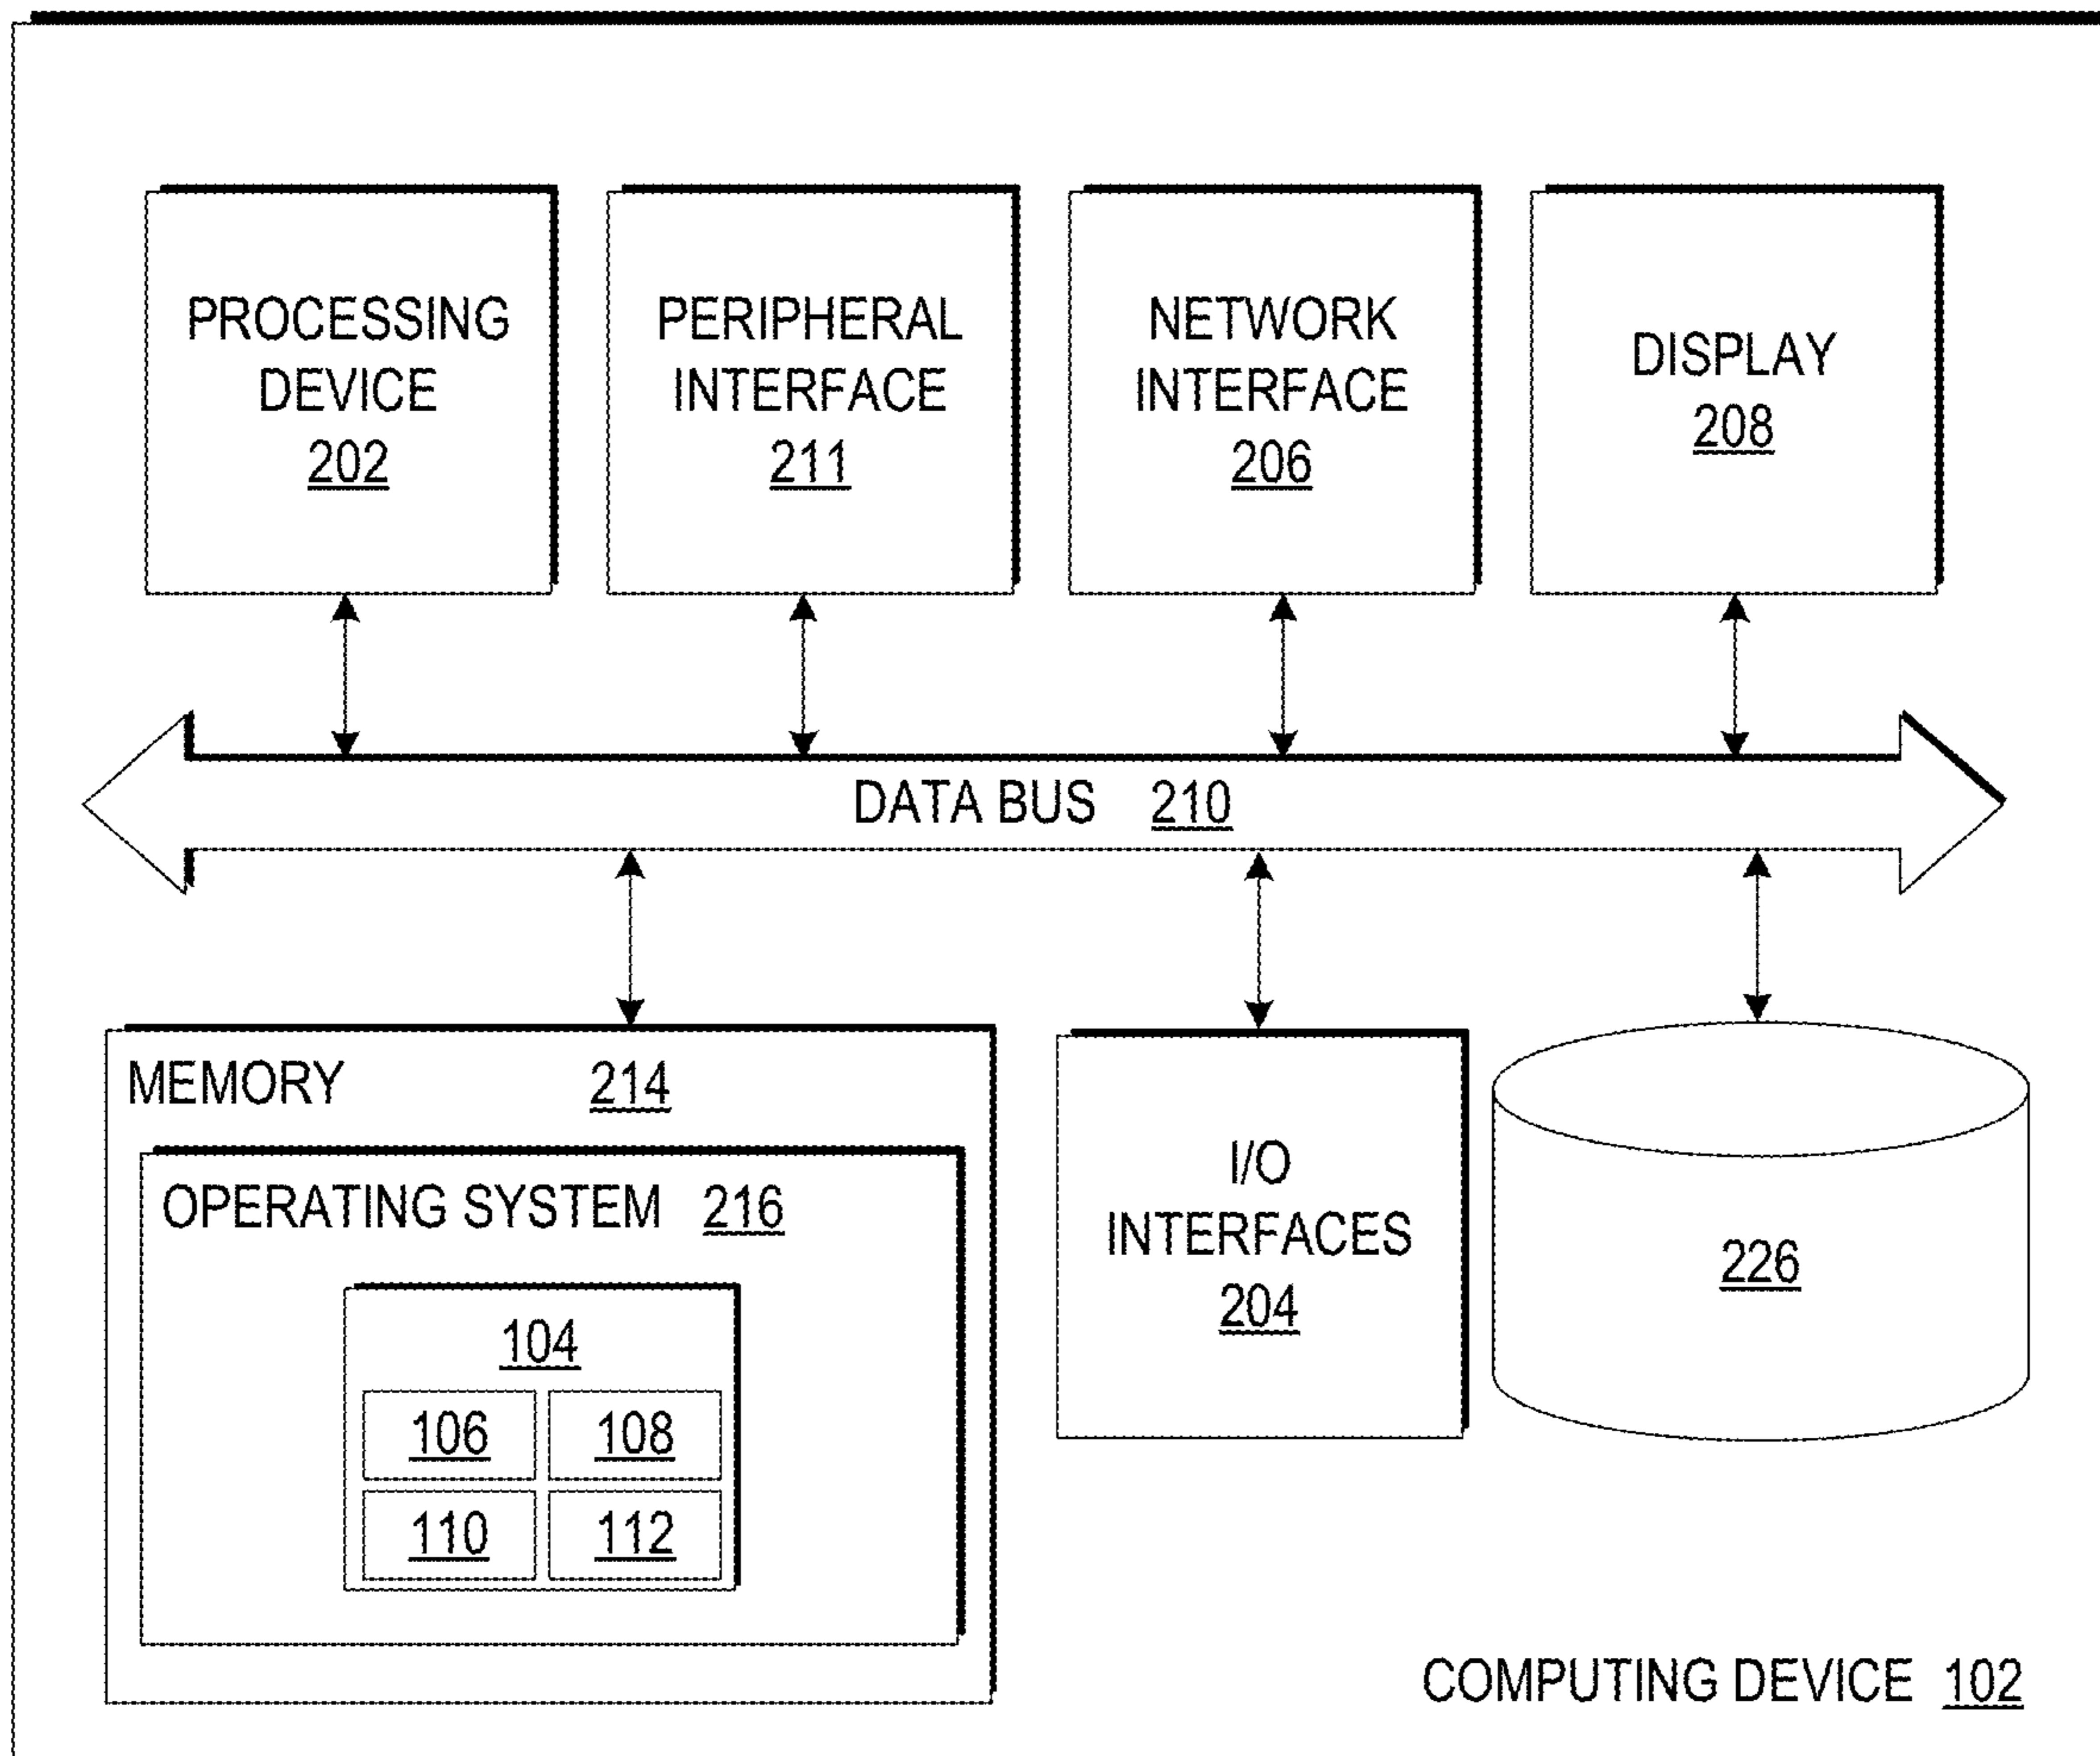 PROCESSING
DEVICE
202
PERIPHERAL
INTERFACE
211
NETWORK
INTERFACE
206
DISPLAY
208
DATA BUS 210
MEMORY 214
OPERATING SYSTEM 216
104
106 108
110 112
I/O
INTERFACES
204
226
COMPUTING DEVICE 102